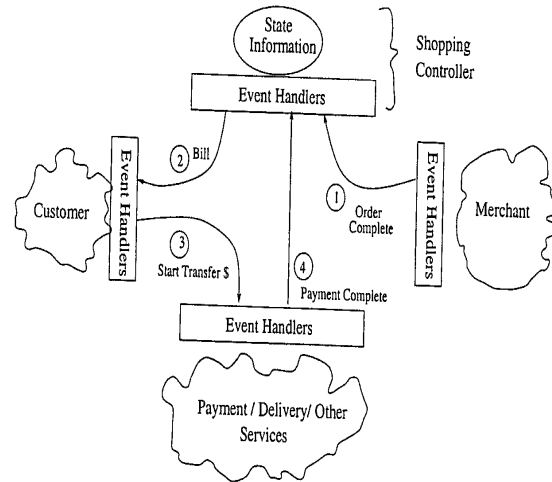 State
Information
Shopping
Controller
Event Handlers
2 Bill
Event Handlers
Customer
1
Order
Complete
Event Handlers
Merchant
3
Start Transfer $
4
Payment Complete
Event Handlers
Payment / Delivery/ Other
Services